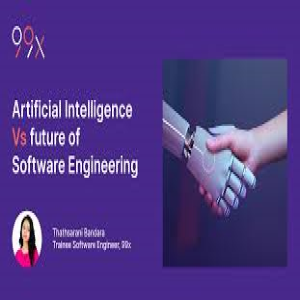 99x
Artificial Intelligence
Vs future of
Software Engineering
Thathsarani Bandara
Trainee Software Engineer, 99x